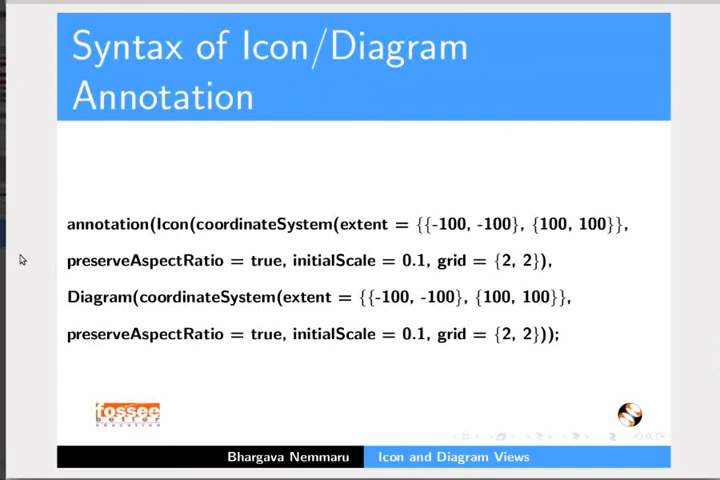 Syntax of Icon/Diagram
Annotation
annotation(Icon(coordinateSystem(extent = {{-100, -100}, {100, 100}},
preserveAspectRatio = true, initialScale = 0.1, grid = {2, 2}),
Diagram(coordinateSystem(extent = {{-100, -100}, {100, 100}},
preserveAspectRatio = true, initialScale = 0.1, grid = {2, 2}));
fossee
better
education
Bhargava Nemmaru
Icon and Diagram Views